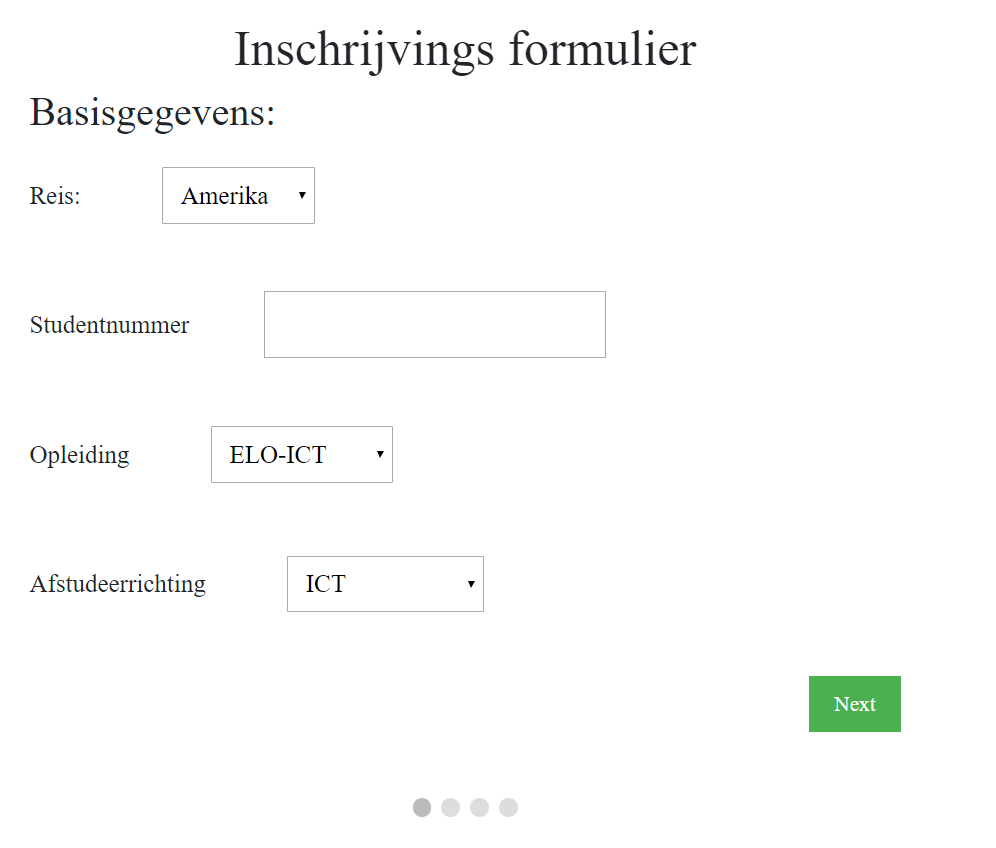 Inschrijvings formulier
Basisgegevens:
Reis: Amerika
Studentnummer
Opleiding ELO-ICT
Afstudeerrichting ICT
Next